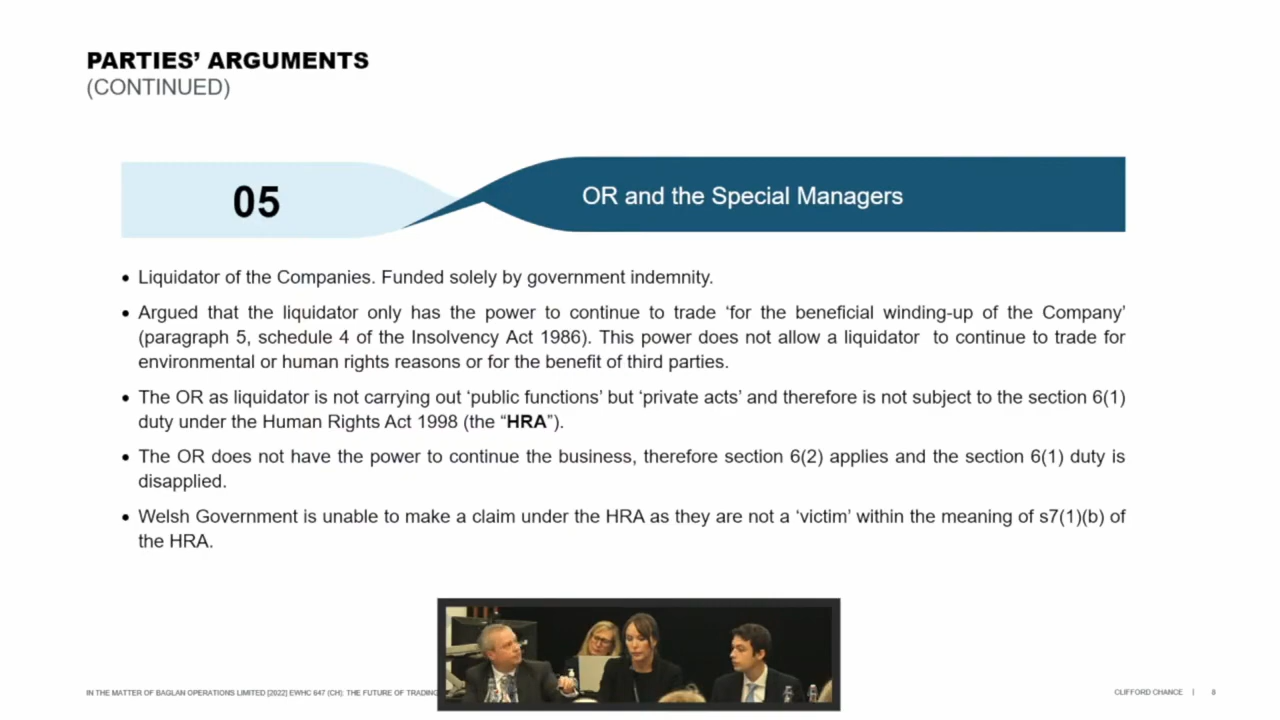 PARTIES’ ARGUMENTS
(CONTINUED)
05
OR and the Special Managers
• Liquidator of the Companies. Funded solely by government indemnity.
• Argued that the liquidator only has the power to continue to trade ‘for the beneficial winding-up of the Company’
(paragraph 5, schedule 4 of the Insolvency Act 1986). This power does not allow a liquidator to continue to trade for
environmental or human rights reasons or for the benefit of third parties.
• The OR as liquidator is not carrying out ‘public functions’ but ‘private acts’ and therefore is not subject to the section 6(1)
duty under the Human Rights Act 1998 (the “HRA”).
• The OR does not have the power to continue the business, therefore section 6(2) applies and the section 6(1) duty is
disapplied.
• Welsh Government is unable to make a claim under the HRA as they are not a ‘victim’ within the meaning of s7(1)(b) of
the HRA.
IN THE MATTER OF BAGLAN OPERATIONS LIMITED [2022] EWHC 647 (CH): THE FUTURE OF TRADING
CLIFFORD CHANCE | 8